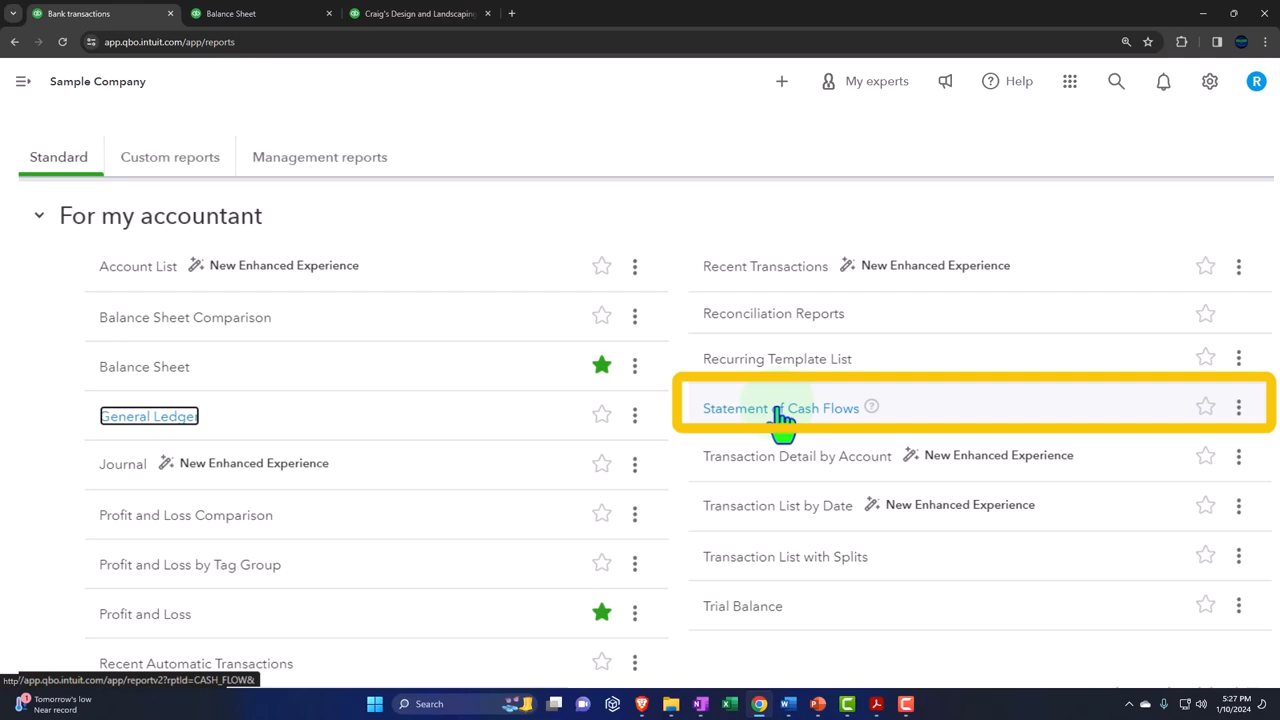 Bank transactions
Balance Sheet
Craig's Design and Landscaping
app.qbo.intuit.com/app/reports
Sample Company
My experts
Help
R
Standard
Custom reports
Management reports
For my accountant
Account List New Enhanced Experience
Balance Sheet Comparison
Balance Sheet
General Ledger
Journal New Enhanced Experience
Profit and Loss Comparison
Profit and Loss by Tag Group
Profit and Loss
Recent Automatic Transactions
Recent Transactions New Enhanced Experience
Reconciliation Reports
Recurring Template List
Statement of Cash Flows
Transaction Detail by Account New Enhanced Experience
Transaction List by Date New Enhanced Experience
Transaction List with Splits
Trial Balance
http://app.qbo.intuit.com/app/reportv2?rptId=CASH_FLOW&
1
Tomorrow's low
Near record
Search
5:27 PM
1/10/2024